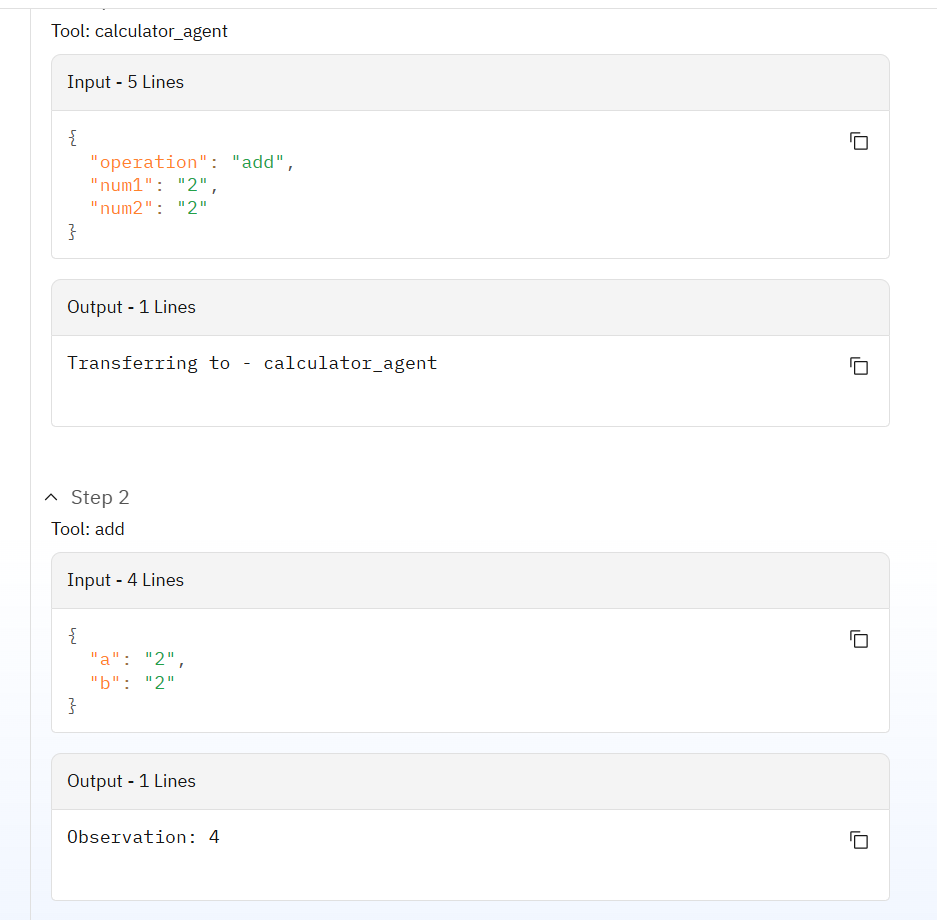 Tool: calculator_agent
Input - 5 Lines
{
  "operation": "add",
  "num1": "2",
  "num2": "2"
}
Output - 1 Lines
Transferring to - calculator_agent
Step 2
Tool: add
Input - 4 Lines
{
  "a": "2",
  "b": "2"
}
Output - 1 Lines
Observation: 4